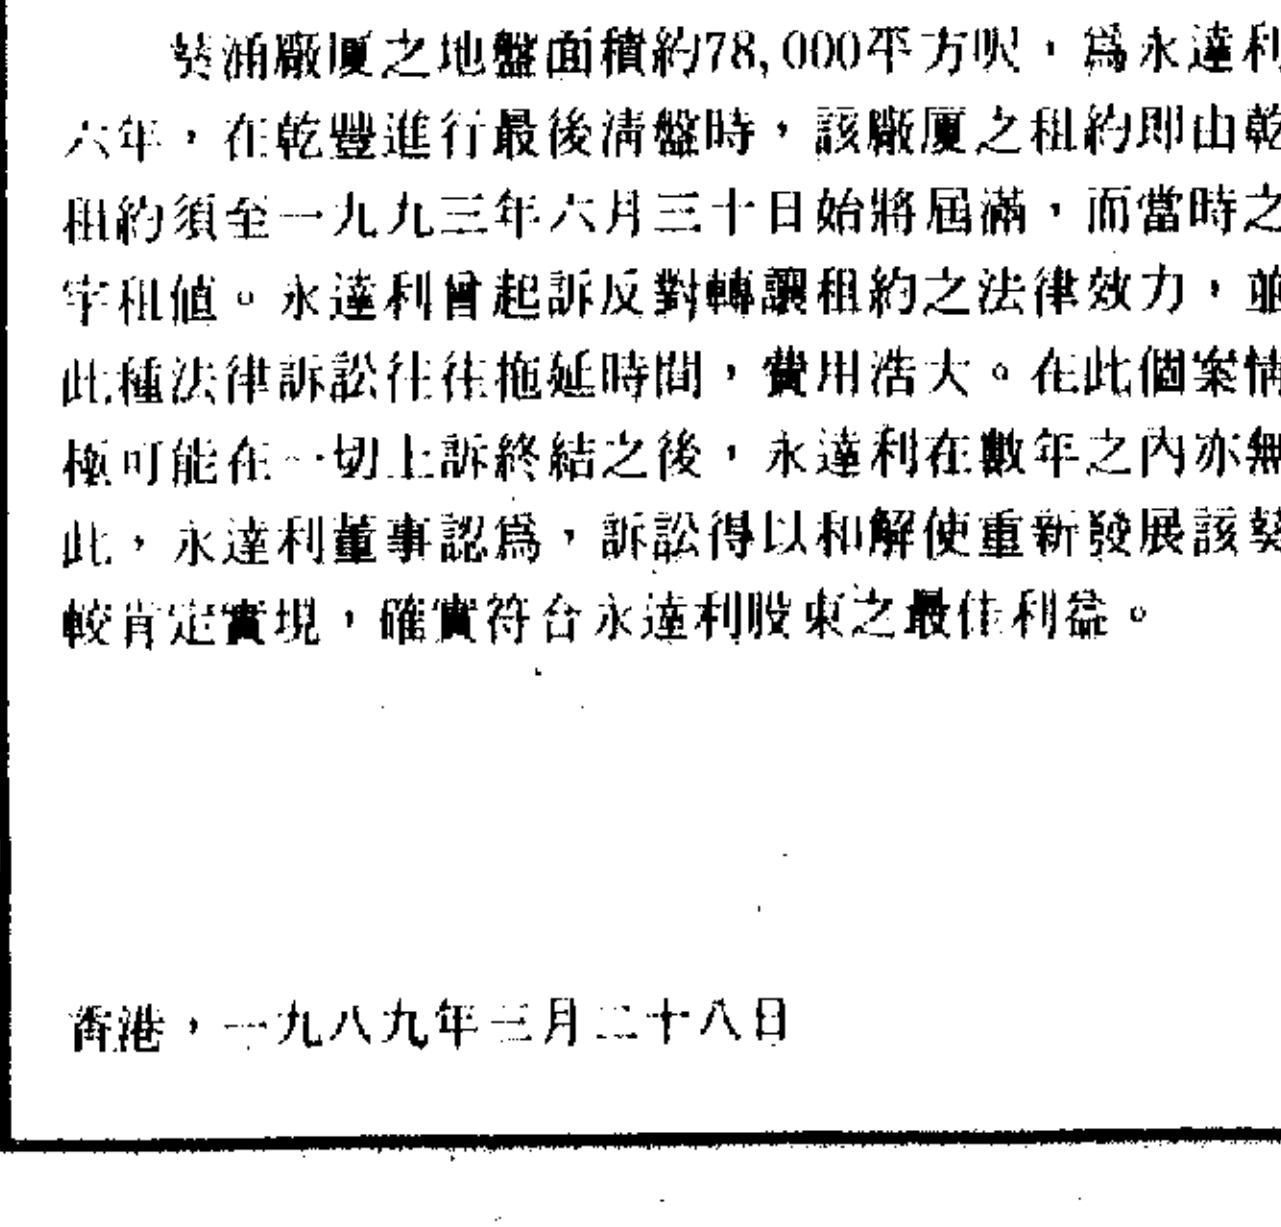 葵涌廠厦之地盤面積約78,000平方呎，爲永達利
六年，在乾豐進行最後清盤時，該廠厦之租約即由乾
租約須至一九九三年六月三十日始將屆滿，而當時之
宰租值。永達利曾起訴反對轉讓租約之法律效力，並
此種法律訴訟往往拖延時間，費用浩大。在此個案情
極可能在一切上訴終結之後，永達利在數年之內亦無
此，永達利董事認爲，訴訟得以和解使重新發展該葵
較肯定實現，確實符合永達利股東之最佳利益。
香港，一九八九年三月二十八日